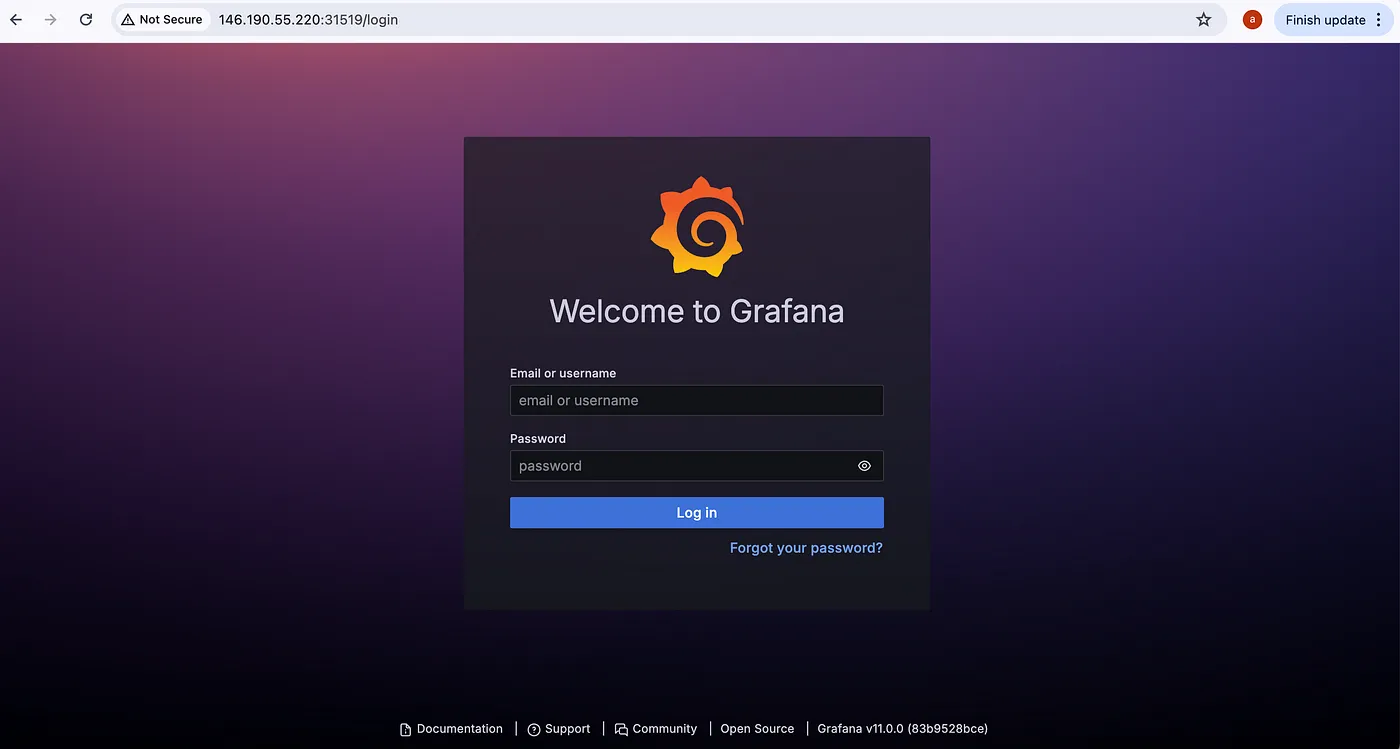 Not Secure 146.190.55.220:31519/login a Finish update
Welcome to Grafana
Email or username
email or username
Password
password
Log in
Forgot your password?
Documentation | Support | Community | Open Source | Grafana v11.0.0 (83b9528bce)